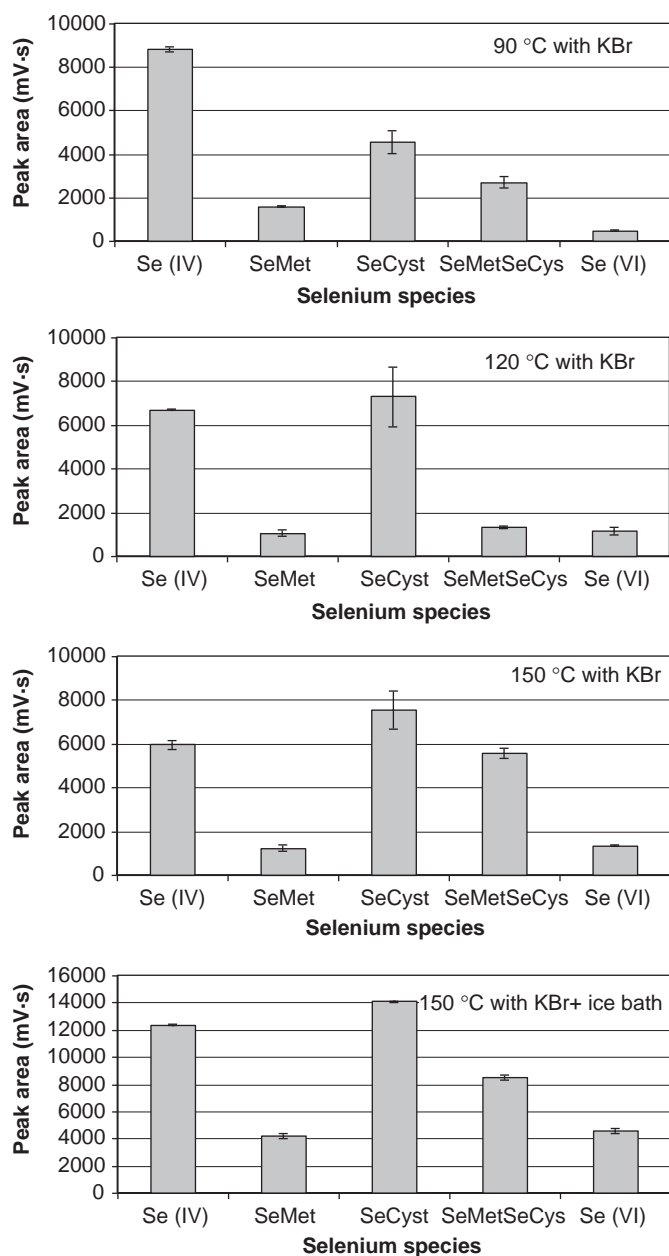 90 °C with KBr
Peak area (mV·s)
10000
8000
6000
4000
2000
0
Se (IV) SeMet SeCyst SeMetSeCys Se (VI)
Selenium species
120 °C with KBr
Peak area (mV·s)
10000
8000
6000
4000
2000
0
Se (IV) SeMet SeCyst SeMetSeCys Se (VI)
Selenium species
150 °C with KBr
Peak area (mV·s)
10000
8000
6000
4000
2000
0
Se (IV) SeMet SeCyst SeMetSeCys Se (VI)
Selenium species
150 °C with KBr+ ice bath
Peak area (mV·s)
16000
14000
12000
10000
8000
6000
4000
2000
0
Se (IV) SeMet SeCyst SeMetSeCys Se (VI)
Selenium species